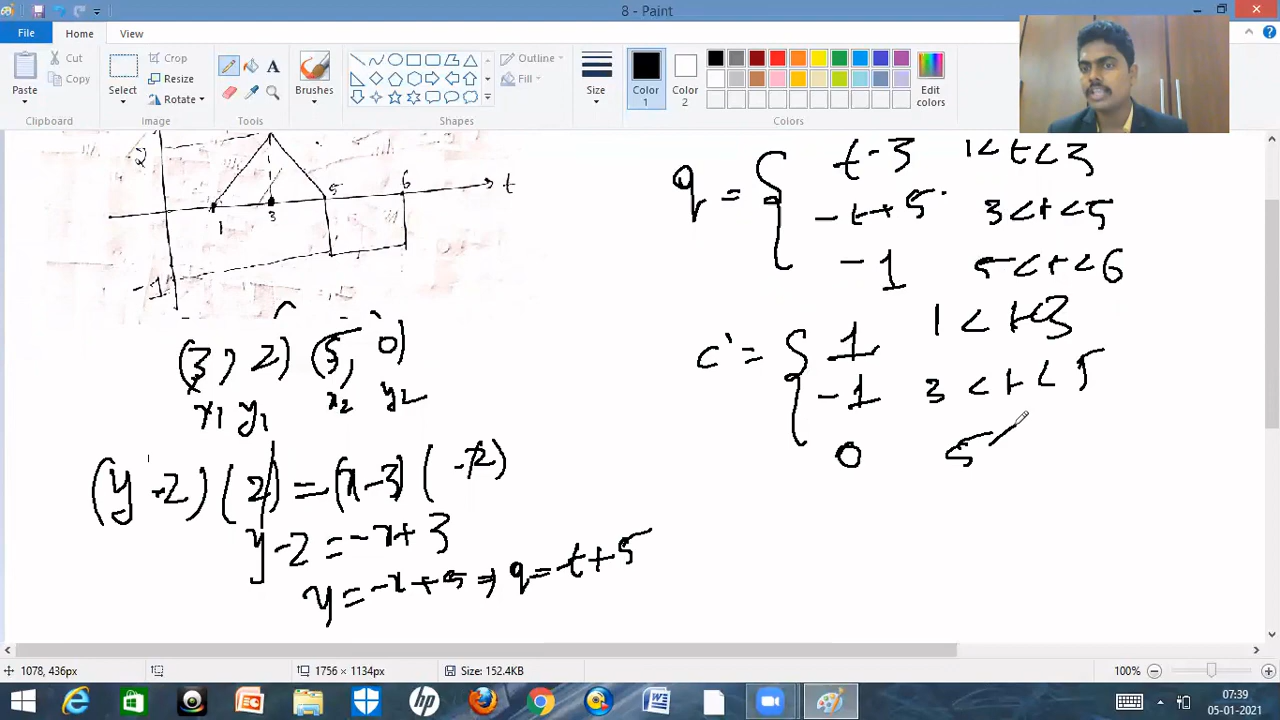 8 - Paint
File Home View
Paste Cut Copy
Clipboard
Select Crop Resize Rotate
Image
Tools
Brushes
Outline Fill
Shapes
Size
Color 1 Color 2 Edit colors
Colors
2
1 3 5 6 t
-1
(3, 2) (5, 0)
x1 y1 x2 y2
(y-2)(2) = (x-3)(-2)
y-2 = -x+3
y = -x+5 ⇒ q = -t+5
q = { t-3 1<t<3
-t+5 3<t<5
-1 5<t<6
c' = { 1 1<t<3
-1 3<t<5
0 5
1078, 436px 1756 × 1134px Size: 152.4KB 100%
07:39
05-01-2021